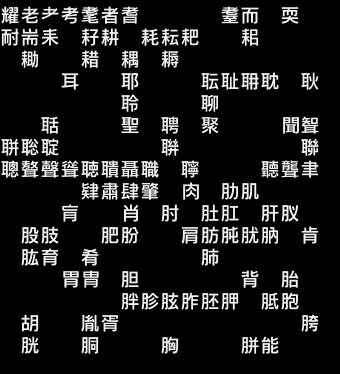 耀老耂考耄者耆 耋而 耎
耐耑耒 耔耕 耗耘耙 耜
耡 耤 耦 耨
耳 耶 耺耻耼耽 耿
聆 聊
聒 聖 聘 聚 聞聟
聠聡聢 聨 聯
聰聱聲聳聴聵聶職 聹 聽聾聿
肄肅肆肇 肉 肋肌
肓 肖 肘 肚肛 肝肞
股肢 肥肦 肩肪肫肬肭 肯
肱育 肴 肺
胃胄 胆 背 胎
胖胗胘胙胚胛 胝胞
胡 胤胥 胯
胱 胴 胸 胼能